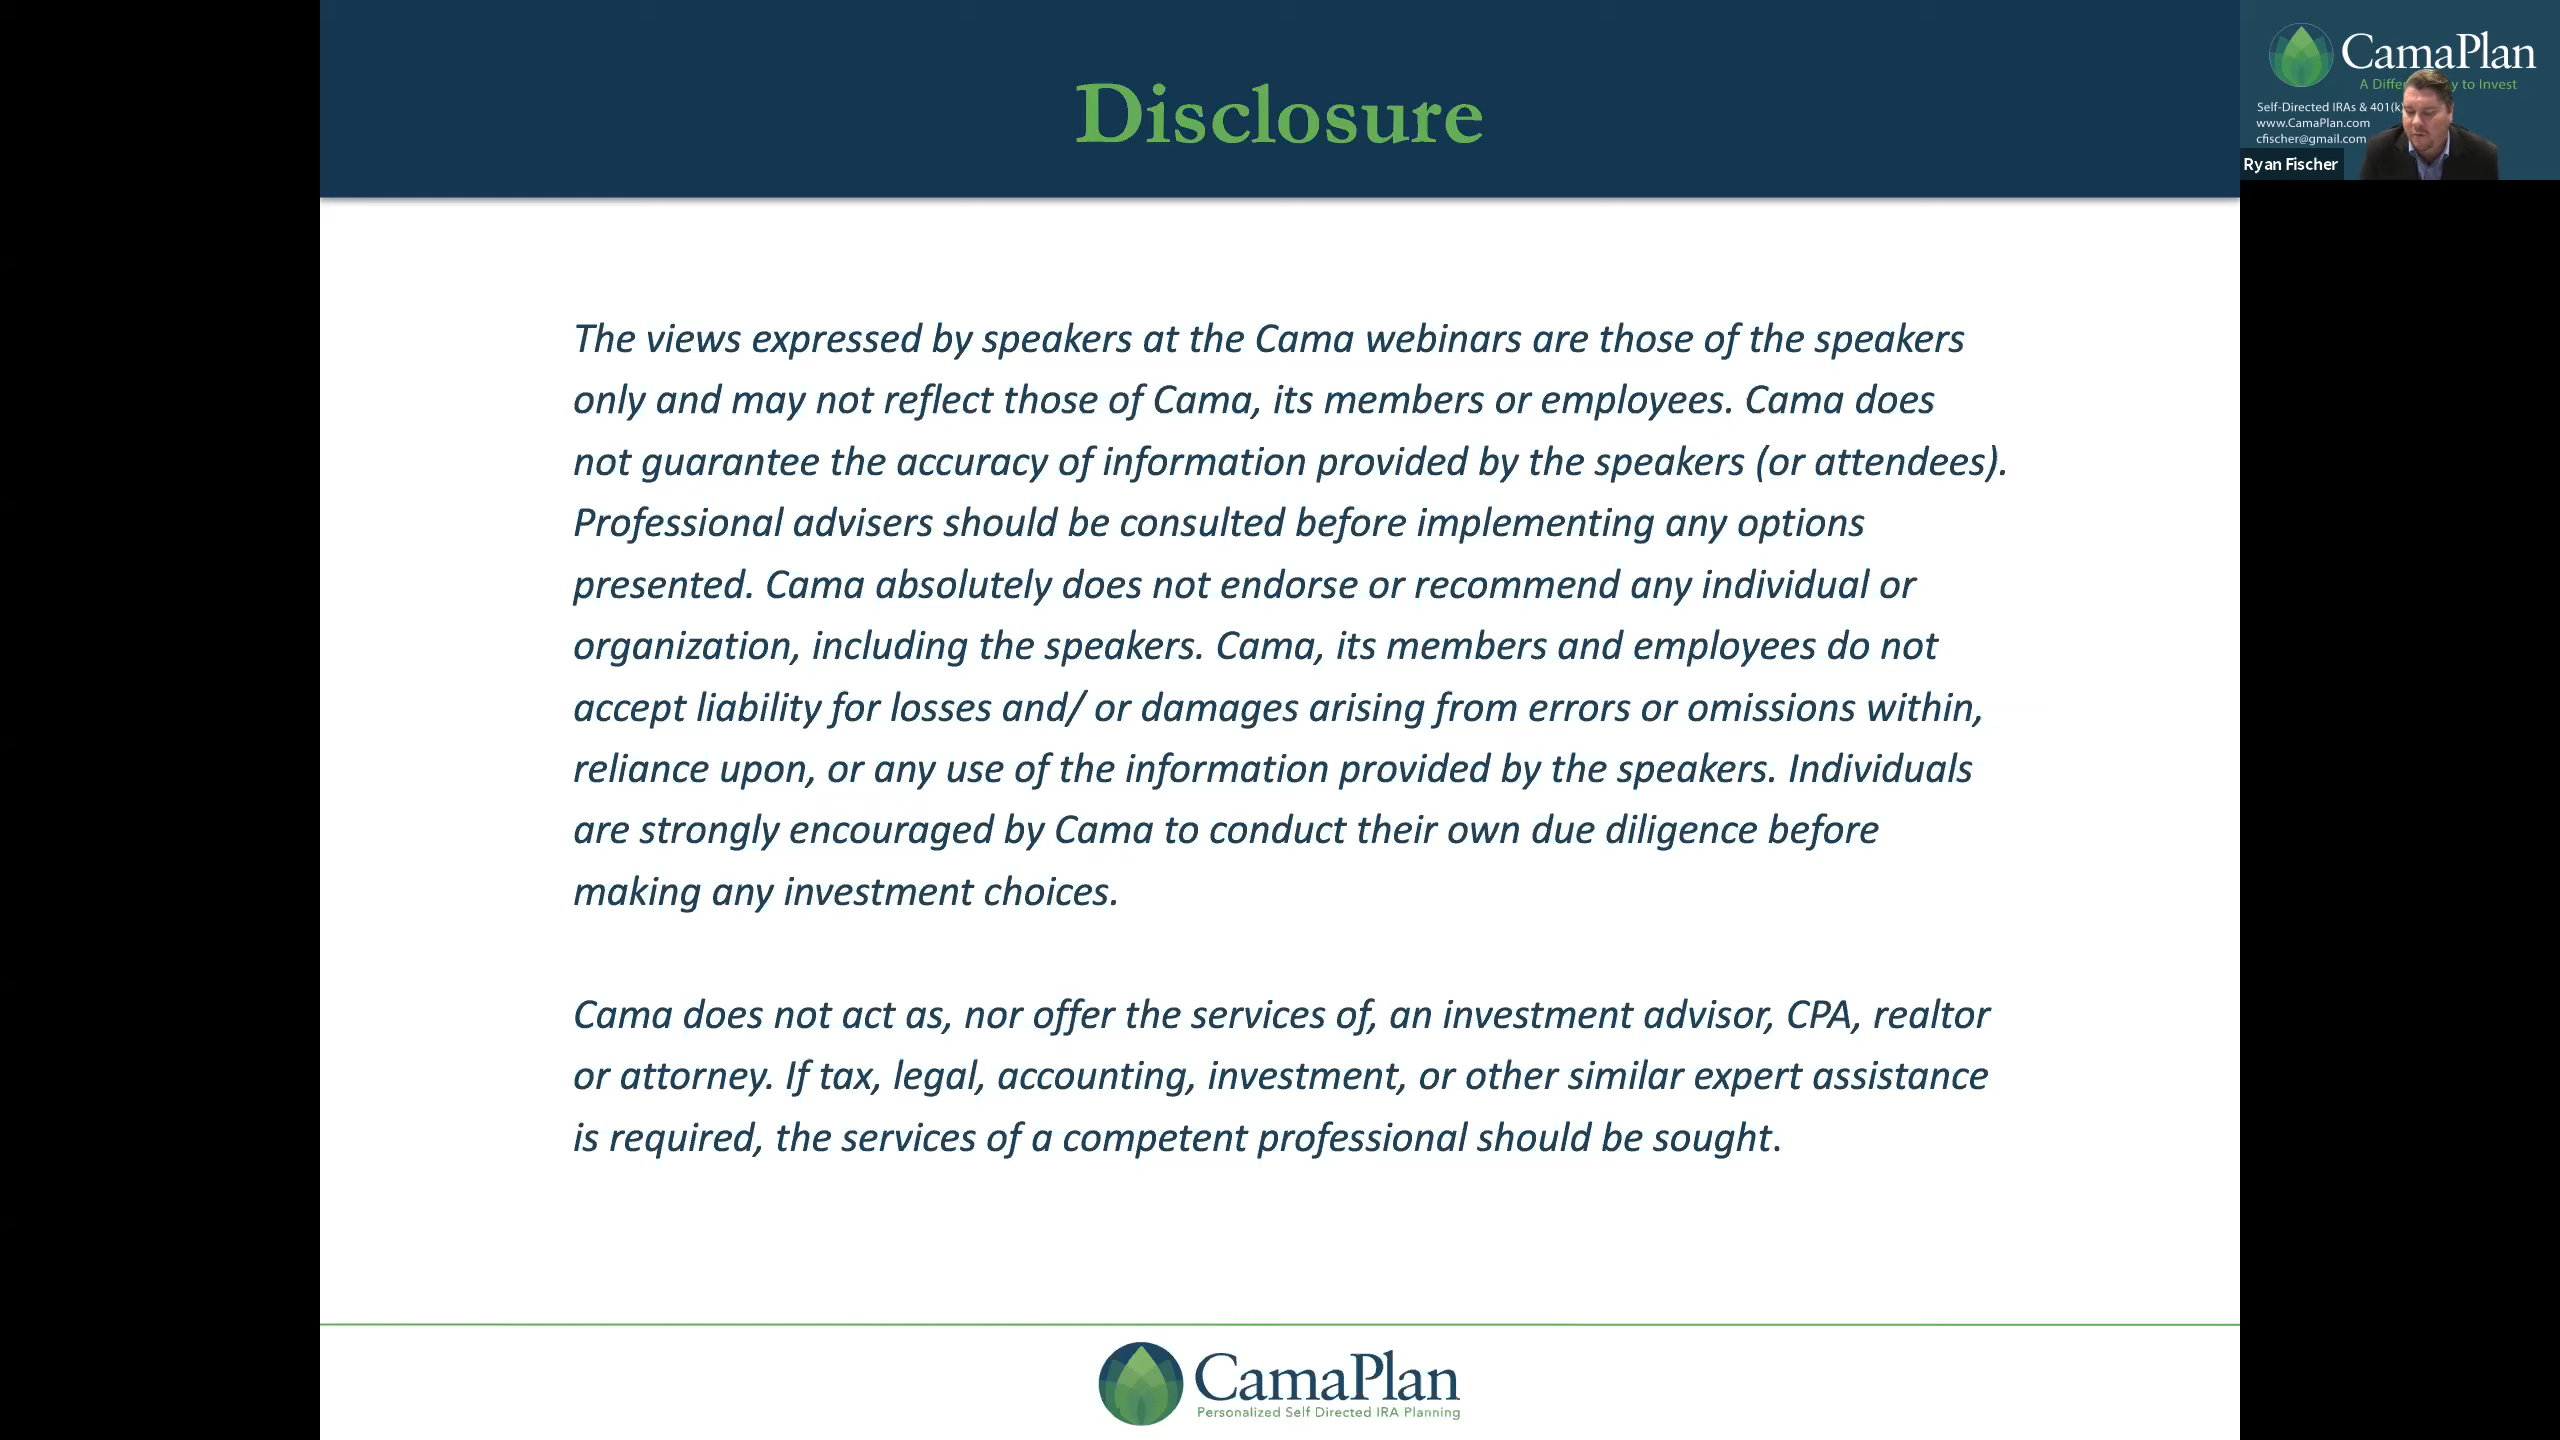 Disclosure
The views expressed by speakers at the Cama webinars are those of the speakers
only and may not reflect those of Cama, its members or employees. Cama does
not guarantee the accuracy of information provided by the speakers (or attendees).
Professional advisers should be consulted before implementing any options
presented. Cama absolutely does not endorse or recommend any individual or
organization, including the speakers. Cama, its members and employees do not
accept liability for losses and/ or damages arising from errors or omissions within,
reliance upon, or any use of the information provided by the speakers. Individuals
are strongly encouraged by Cama to conduct their own due diligence before
making any investment choices.
Cama does not act as, nor offer the services of, an investment advisor, CPA, realtor
or attorney. If tax, legal, accounting, investment, or other similar expert assistance
is required, the services of a competent professional should be sought.
CamaPlan
Personalized Self Directed IRA Planning
CamaPlan
A Differ y to Invest
Self-Directed IRAs & 401(k)
www.CamaPlan.com
cfischer@gmail.com
Ryan Fischer